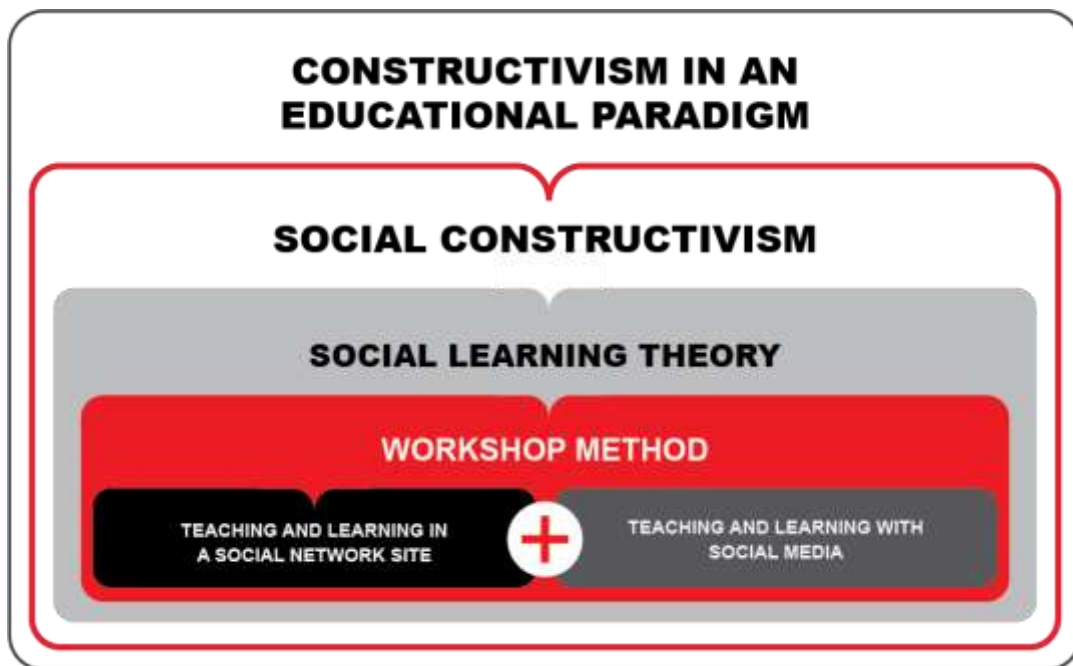 CONSTRUCTIVISM IN AN
EDUCATIONAL PARADIGM
SOCIAL CONSTRUCTIVISM
SOCIAL LEARNING THEORY
WORKSHOP METHOD
TEACHING AND LEARNING IN
A SOCIAL NETWORK SITE
+
TEACHING AND LEARNING WITH
SOCIAL MEDIA